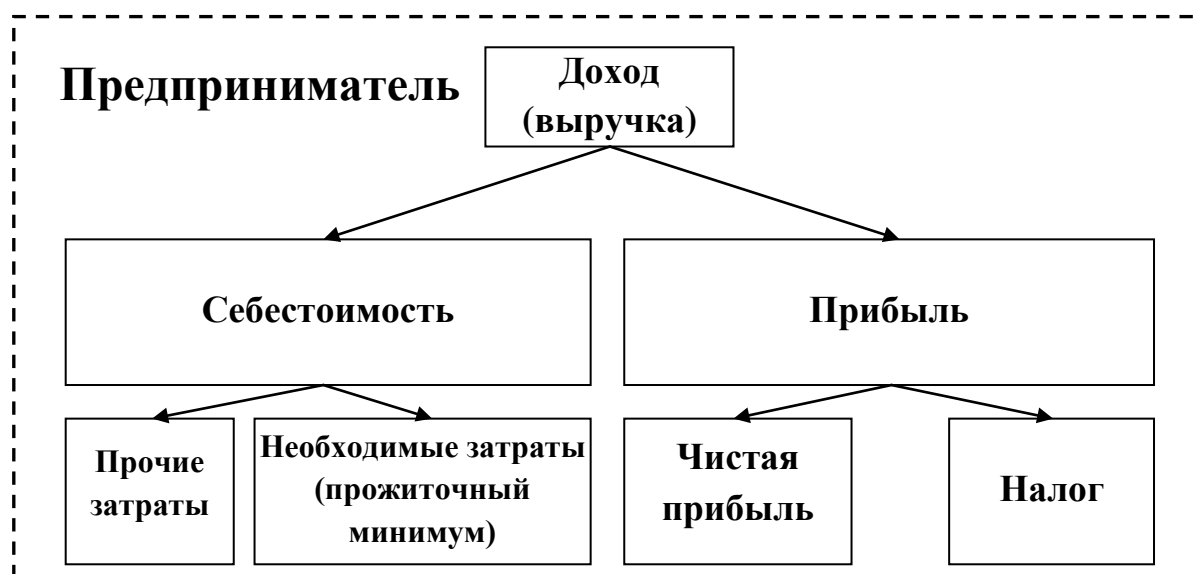 Предприниматель
Доход
(выручка)
Себестоимость
Прибыль
Прочие
затраты
Необходимые затраты
(прожиточный
минимум)
Чистая
прибыль
Налог